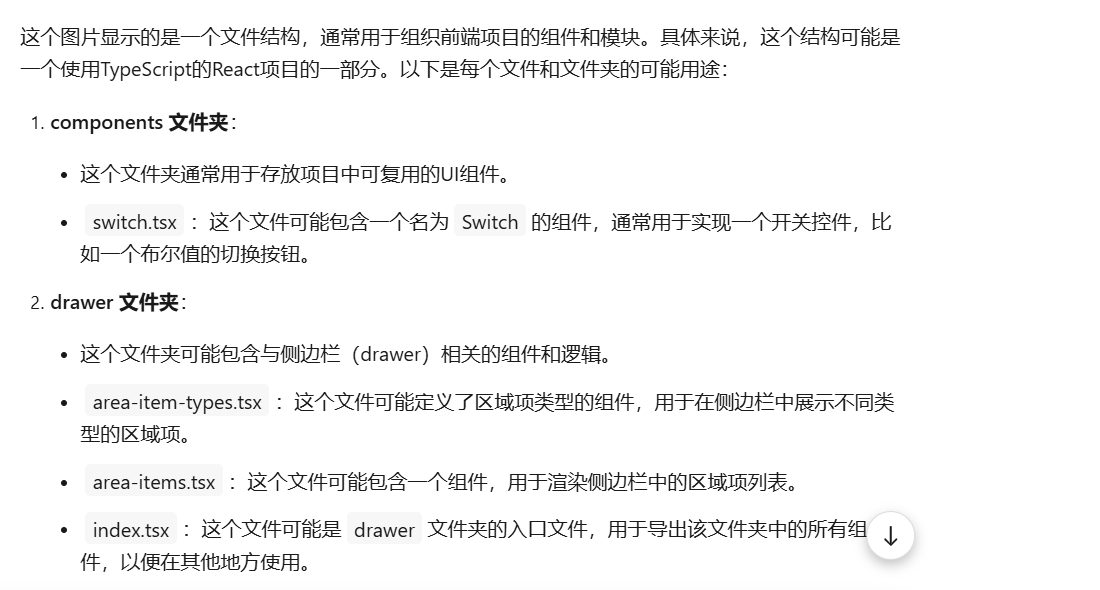 这个图片显示的是一个文件结构，通常用于组织前端项目的组件和模块。具体来说，这个结构可能是
一个使用TypeScript的React项目的一部分。以下是每个文件和文件夹的可能用途：
1. components 文件夹：
• 这个文件夹通常用于存放项目中可复用的UI组件。
• switch.tsx ：这个文件可能包含一个名为 Switch 的组件，通常用于实现一个开关控件，比
如一个布尔值的切换按钮。
2. drawer 文件夹：
• 这个文件夹可能包含与侧边栏（drawer）相关的组件和逻辑。
• area-item-types.tsx ：这个文件可能定义了区域项类型的组件，用于在侧边栏中展示不同类
型的区域项。
• area-items.tsx ：这个文件可能包含一个组件，用于渲染侧边栏中的区域项列表。
• index.tsx ：这个文件可能是 drawer 文件夹的入口文件，用于导出该文件夹中的所有组
件，以便在其他地方使用。